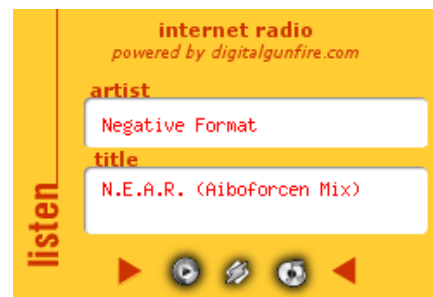 internet radio
powered by digitalgunfire.com
artist
Negative Format
title
N.E.A.R. (Aiboforcen Mix)
listen